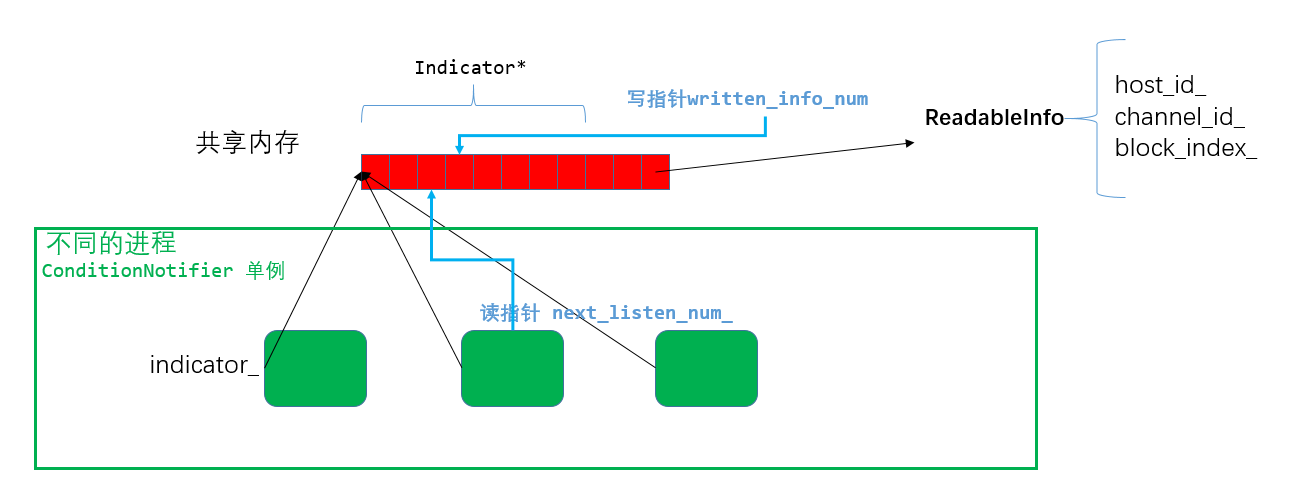 Indicator*
写指针written_info_num
共享内存
ReadableInfo
host_id_
channel_id_
block_index_
不同的进程
ConditionNotifier 单例
读指针 next_listen_num_
indicator_